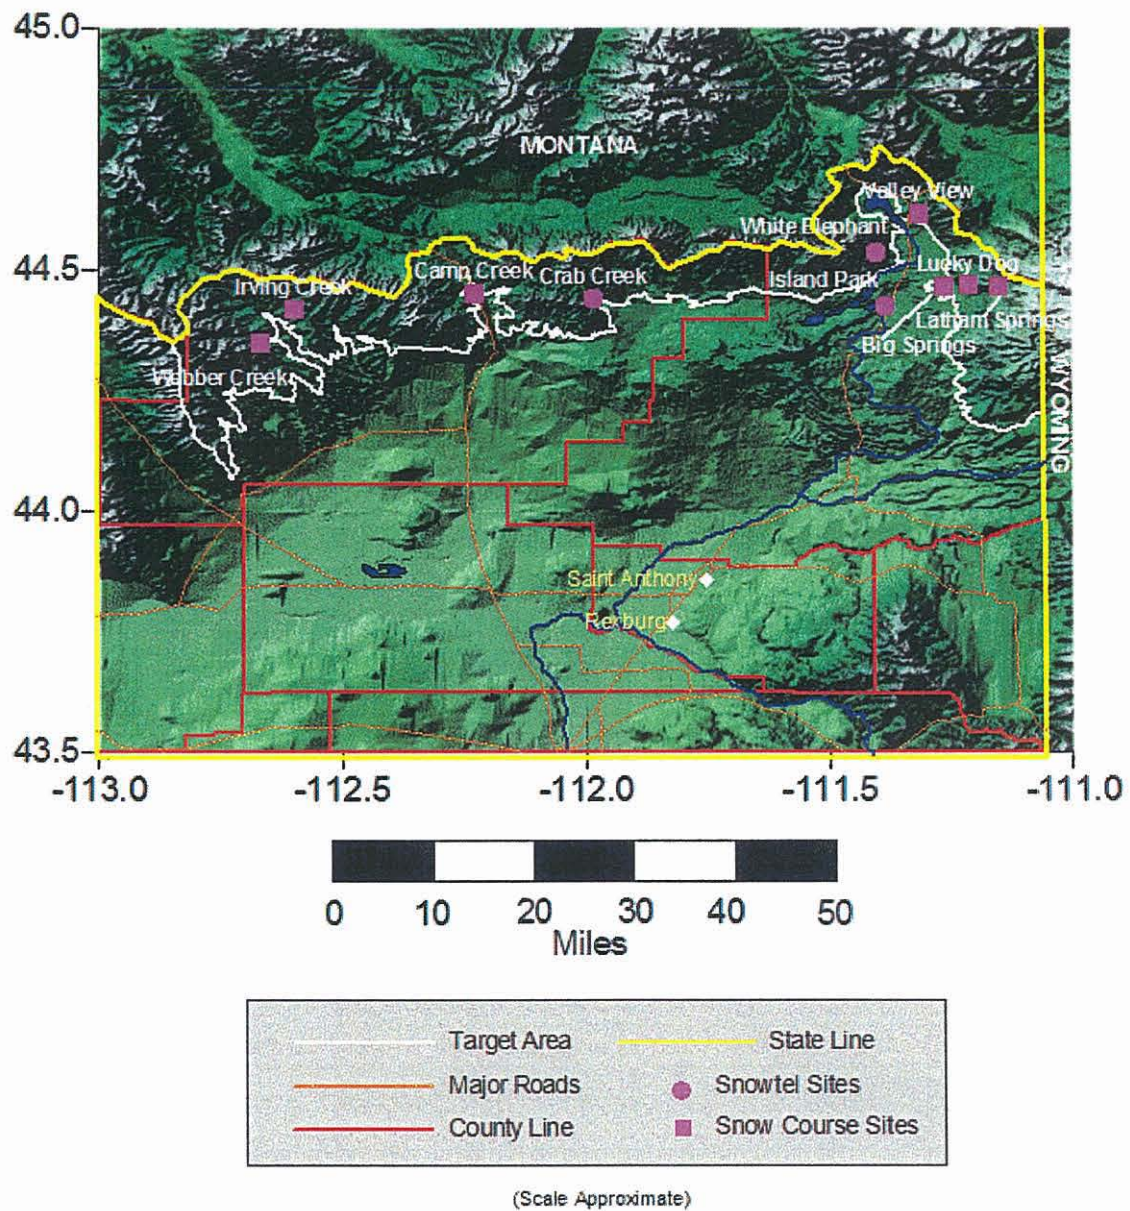 45.0
MONTANA
Valley View
White Elephant
44.5
Camp Creek
Crab Creek
Island Park
Lucky Dog
Irving Creek
Latham Springs
Big Springs
Webber Creek
WYOMING
44.0
Saint Anthony
Rexburg
43.5
-113.0 -112.5 -112.0 -111.5 -111.0
0 10 20 30 40 50
Miles
Target Area State Line
Major Roads Snowtel Sites
County Line Snow Course Sites
(Scale Approximate)